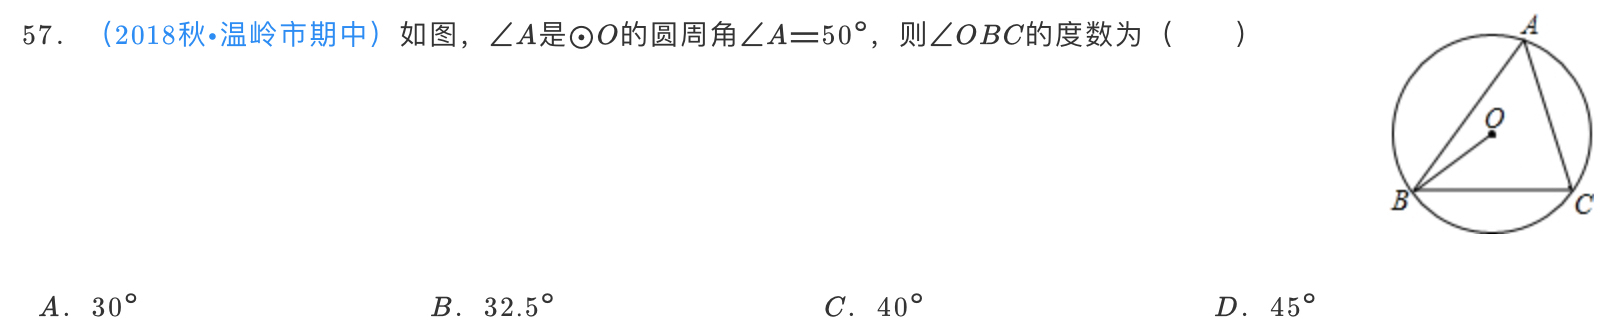 57. （2018秋•温岭市期中）如图，∠A是⊙O的圆周角∠A=50°，则∠OBC的度数为（　　）
A
O
B
C
A. 30°
B. 32.5°
C. 40°
D. 45°